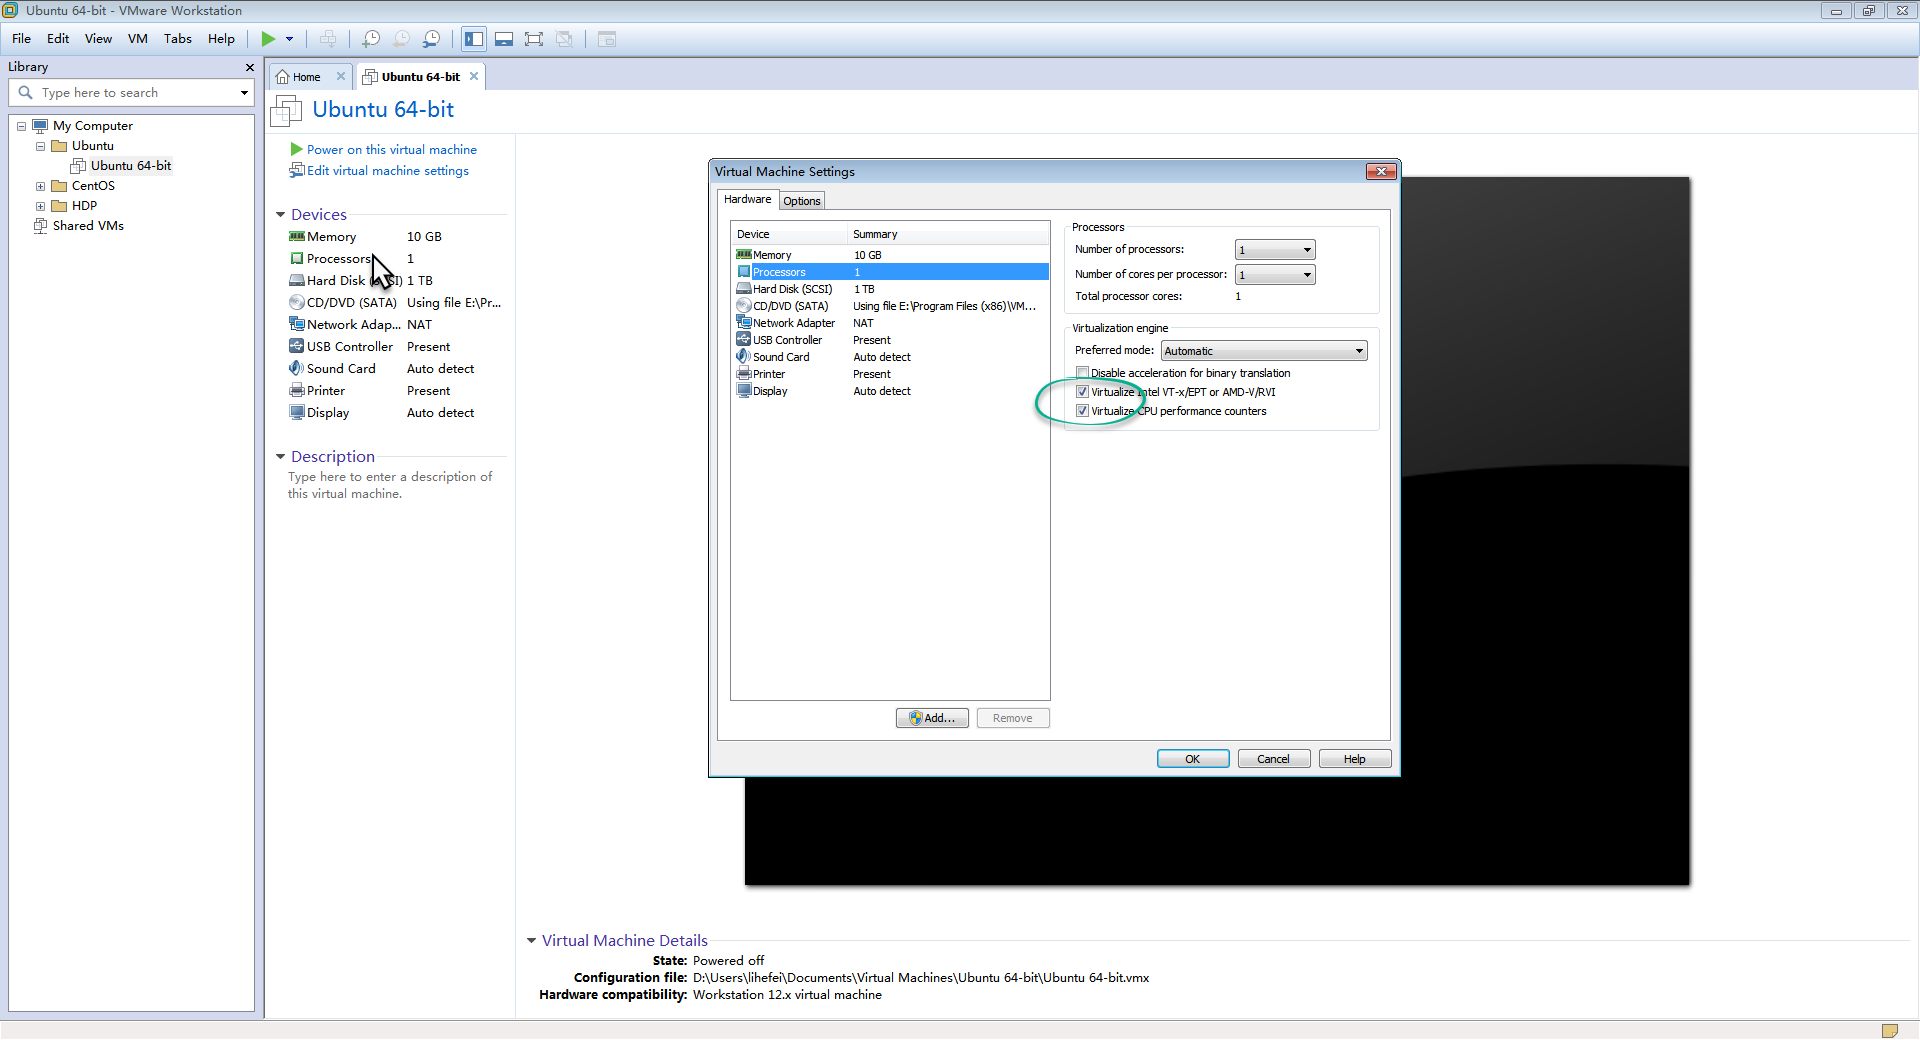 Ubuntu 64-bit - VMware Workstation
File Edit View VM Tabs Help
Library
Type here to search
My Computer
Ubuntu
Ubuntu 64-bit
CentOS
HDP
Shared VMs
Home
Ubuntu 64-bit
Ubuntu 64-bit
Power on this virtual machine
Edit virtual machine settings
Devices
Memory 10 GB
Processors 1
Hard Disk 1 TB
CD/DVD (SATA) Using file E:\Pr...
Network Adap... NAT
USB Controller Present
Sound Card Auto detect
Printer Present
Display Auto detect
Description
Type here to enter a description of
this virtual machine.
Virtual Machine Settings
Hardware Options
Device Summary
Memory 10 GB
Processors 1
Hard Disk (SCSI) 1 TB
CD/DVD (SATA) Using file E:\Program Files (x86)\VM...
Network Adapter NAT
USB Controller Present
Sound Card Auto detect
Printer Present
Display Auto detect
Add... Remove
Processors
Number of processors: 1
Number of cores per processor: 1
Total processor cores: 1
Virtualization engine
Preferred mode: Automatic
Disable acceleration for binary translation
Virtualize Intel VT-x/EPT or AMD-V/RVI
Virtualize CPU performance counters
OK Cancel Help
Virtual Machine Details
State: Powered off
Configuration file: D:\Users\lihefei\Documents\Virtual Machines\Ubuntu 64-bit\Ubuntu 64-bit.vmx
Hardware compatibility: Workstation 12.x virtual machine